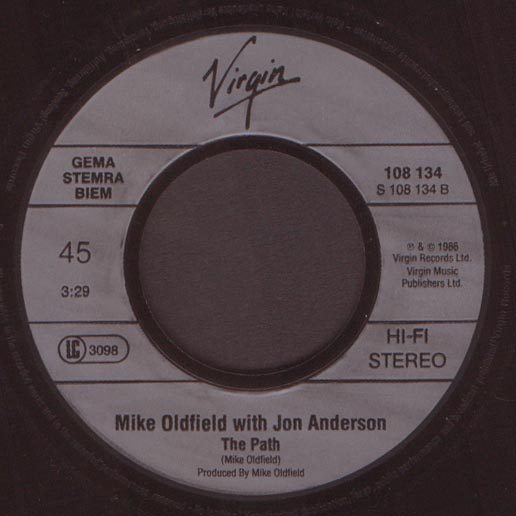 Virgin
GEMA
STEMRA
BIEM
108 134
S 108 134 B
45
3:29
℗ & © 1986
Virgin Records Ltd.
Virgin Music
Publishers Ltd.
LC 3098
HI-FI
STEREO
Mike Oldfield with Jon Anderson
The Path
(Mike Oldfield)
Produced By Mike Oldfield